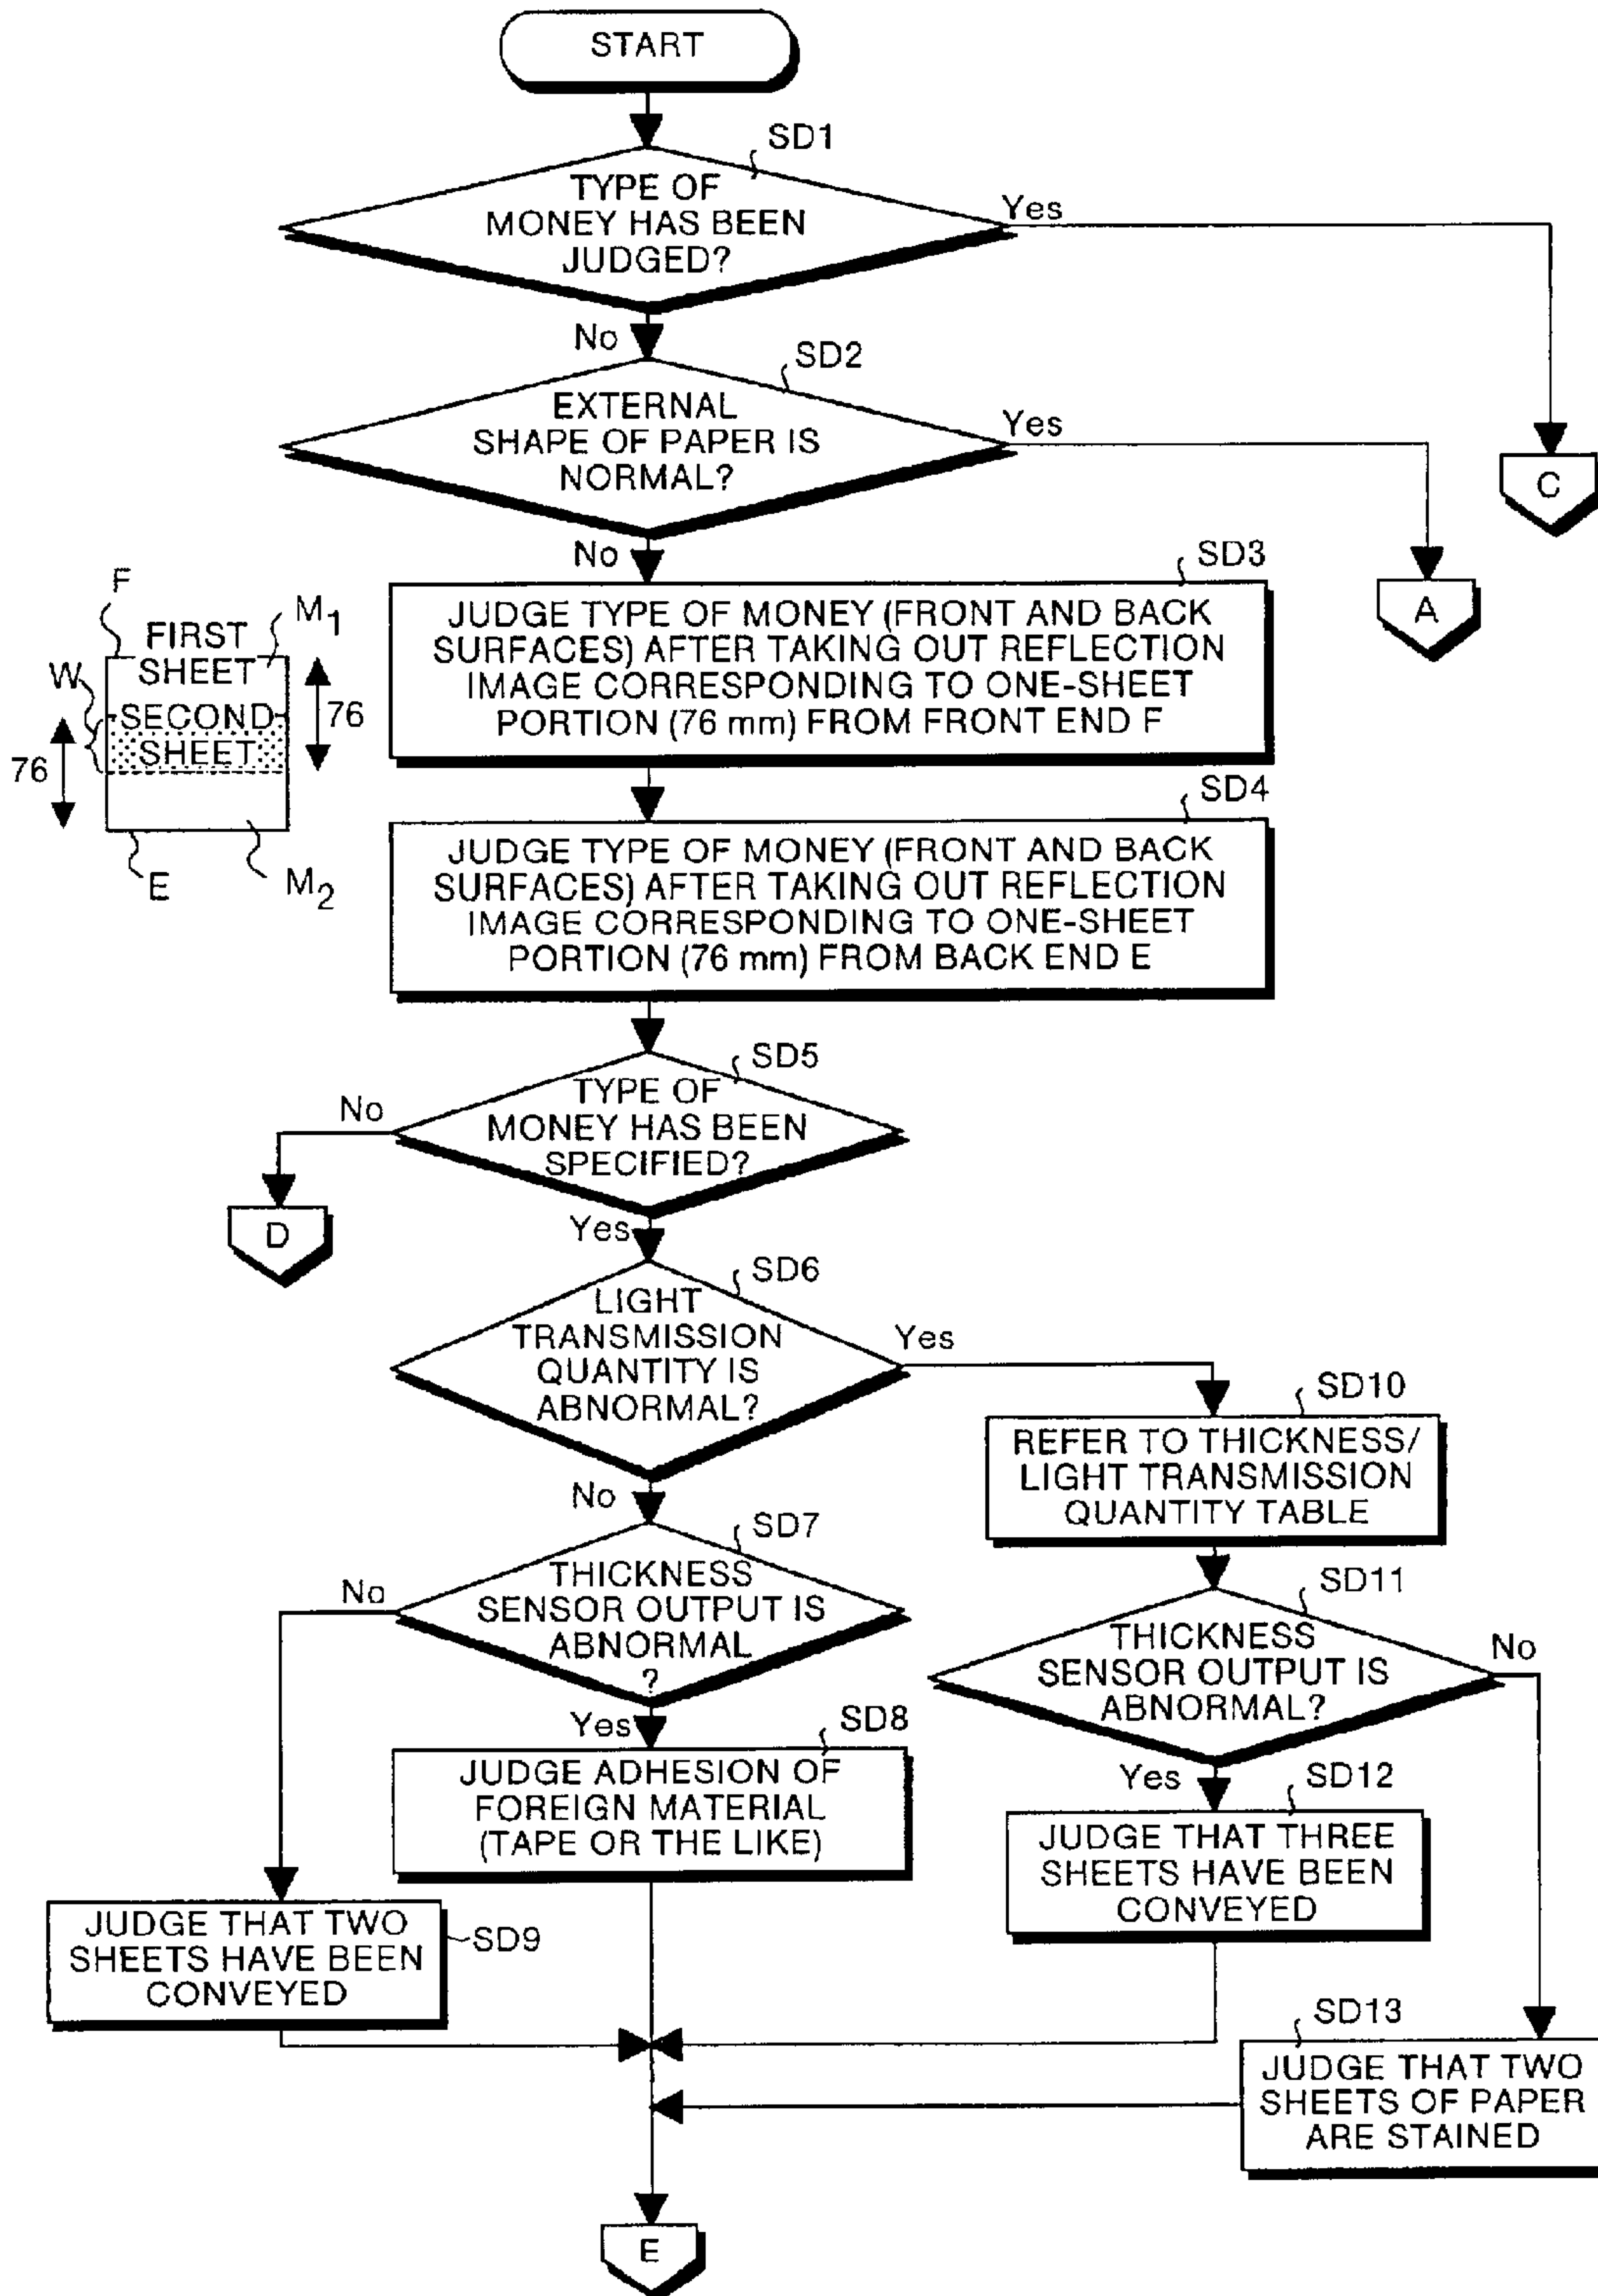 START
SD1
TYPE OF
MONEY HAS BEEN
JUDGED?
Yes
No
SD2
EXTERNAL
SHAPE OF PAPER IS
NORMAL?
Yes
C
No
A
SD3
JUDGE TYPE OF MONEY (FRONT AND BACK
SURFACES) AFTER TAKING OUT REFLECTION
IMAGE CORRESPONDING TO ONE-SHEET
PORTION (76 mm) FROM FRONT END F
F
M1
FIRST
SHEET
W
SECOND
SHEET
76
76
E
M2
SD4
JUDGE TYPE OF MONEY (FRONT AND BACK
SURFACES) AFTER TAKING OUT REFLECTION
IMAGE CORRESPONDING TO ONE-SHEET
PORTION (76 mm) FROM BACK END E
SD5
TYPE OF
MONEY HAS BEEN
SPECIFIED?
No
D
Yes
SD6
LIGHT
TRANSMISSION
QUANTITY IS
ABNORMAL?
Yes
No
SD10
REFER TO THICKNESS/
LIGHT TRANSMISSION
QUANTITY TABLE
SD7
THICKNESS
SENSOR OUTPUT IS
ABNORMAL
?
No
Yes
SD11
THICKNESS
SENSOR OUTPUT IS
ABNORMAL?
No
Yes
SD8
JUDGE ADHESION OF
FOREIGN MATERIAL
(TAPE OR THE LIKE)
SD12
JUDGE THAT THREE
SHEETS HAVE BEEN
CONVEYED
JUDGE THAT TWO
SHEETS HAVE BEEN
CONVEYED
SD9
SD13
JUDGE THAT TWO
SHEETS OF PAPER
ARE STAINED
E